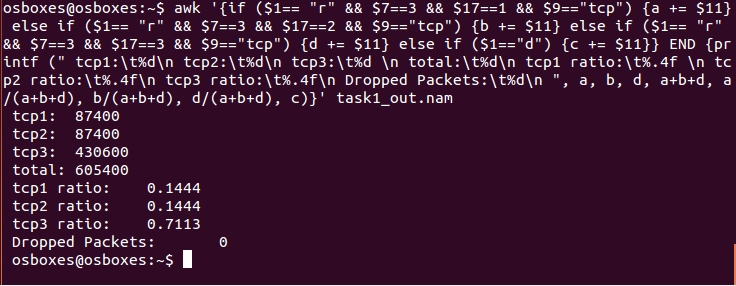 osboxes@osboxes:~$ awk '{if ($1== "r" && $7==3 && $17==1 && $9=="tcp") {a += $11}
 else if ($1== "r" && $7==3 && $17==2 && $9=="tcp") {b += $11} else if ($1== "r"
&& $7==3 && $17==3 && $9=="tcp") {d += $11} else if ($1=="d") {c += $11}} END {pr
intf (" tcp1:\t%d\n tcp2:\t%d\n tcp3:\t%d \n total:\t%d\n tcp1 ratio:\t%.4f \n tc
p2 ratio:\t%.4f\n tcp3 ratio:\t%.4f\n Dropped Packets:\t%d\n ", a, b, d, a+b+d, a
/(a+b+d), b/(a+b+d), d/(a+b+d), c)}' task1_out.nam
 tcp1:  87400
 tcp2:  87400
 tcp3:  430600
 total: 605400
 tcp1 ratio:    0.1444
 tcp2 ratio:    0.1444
 tcp3 ratio:    0.7113
 Dropped Packets:       0
 osboxes@osboxes:~$